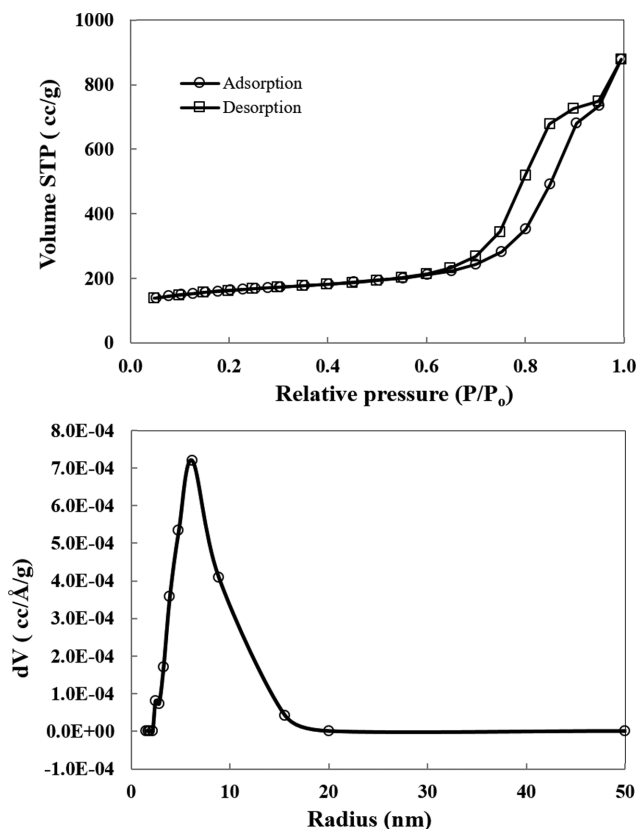 1000
800
600
400
200
0
Volume STP ( cc/g)
Adsorption
Desorption
0.0 0.2 0.4 0.6 0.8 1.0
Relative pressure (P/Po)
8.0E-04
7.0E-04
6.0E-04
5.0E-04
4.0E-04
3.0E-04
2.0E-04
1.0E-04
0.0E+00
-1.0E-04
dV ( cc/Å/g)
0 10 20 30 40 50
Radius (nm)